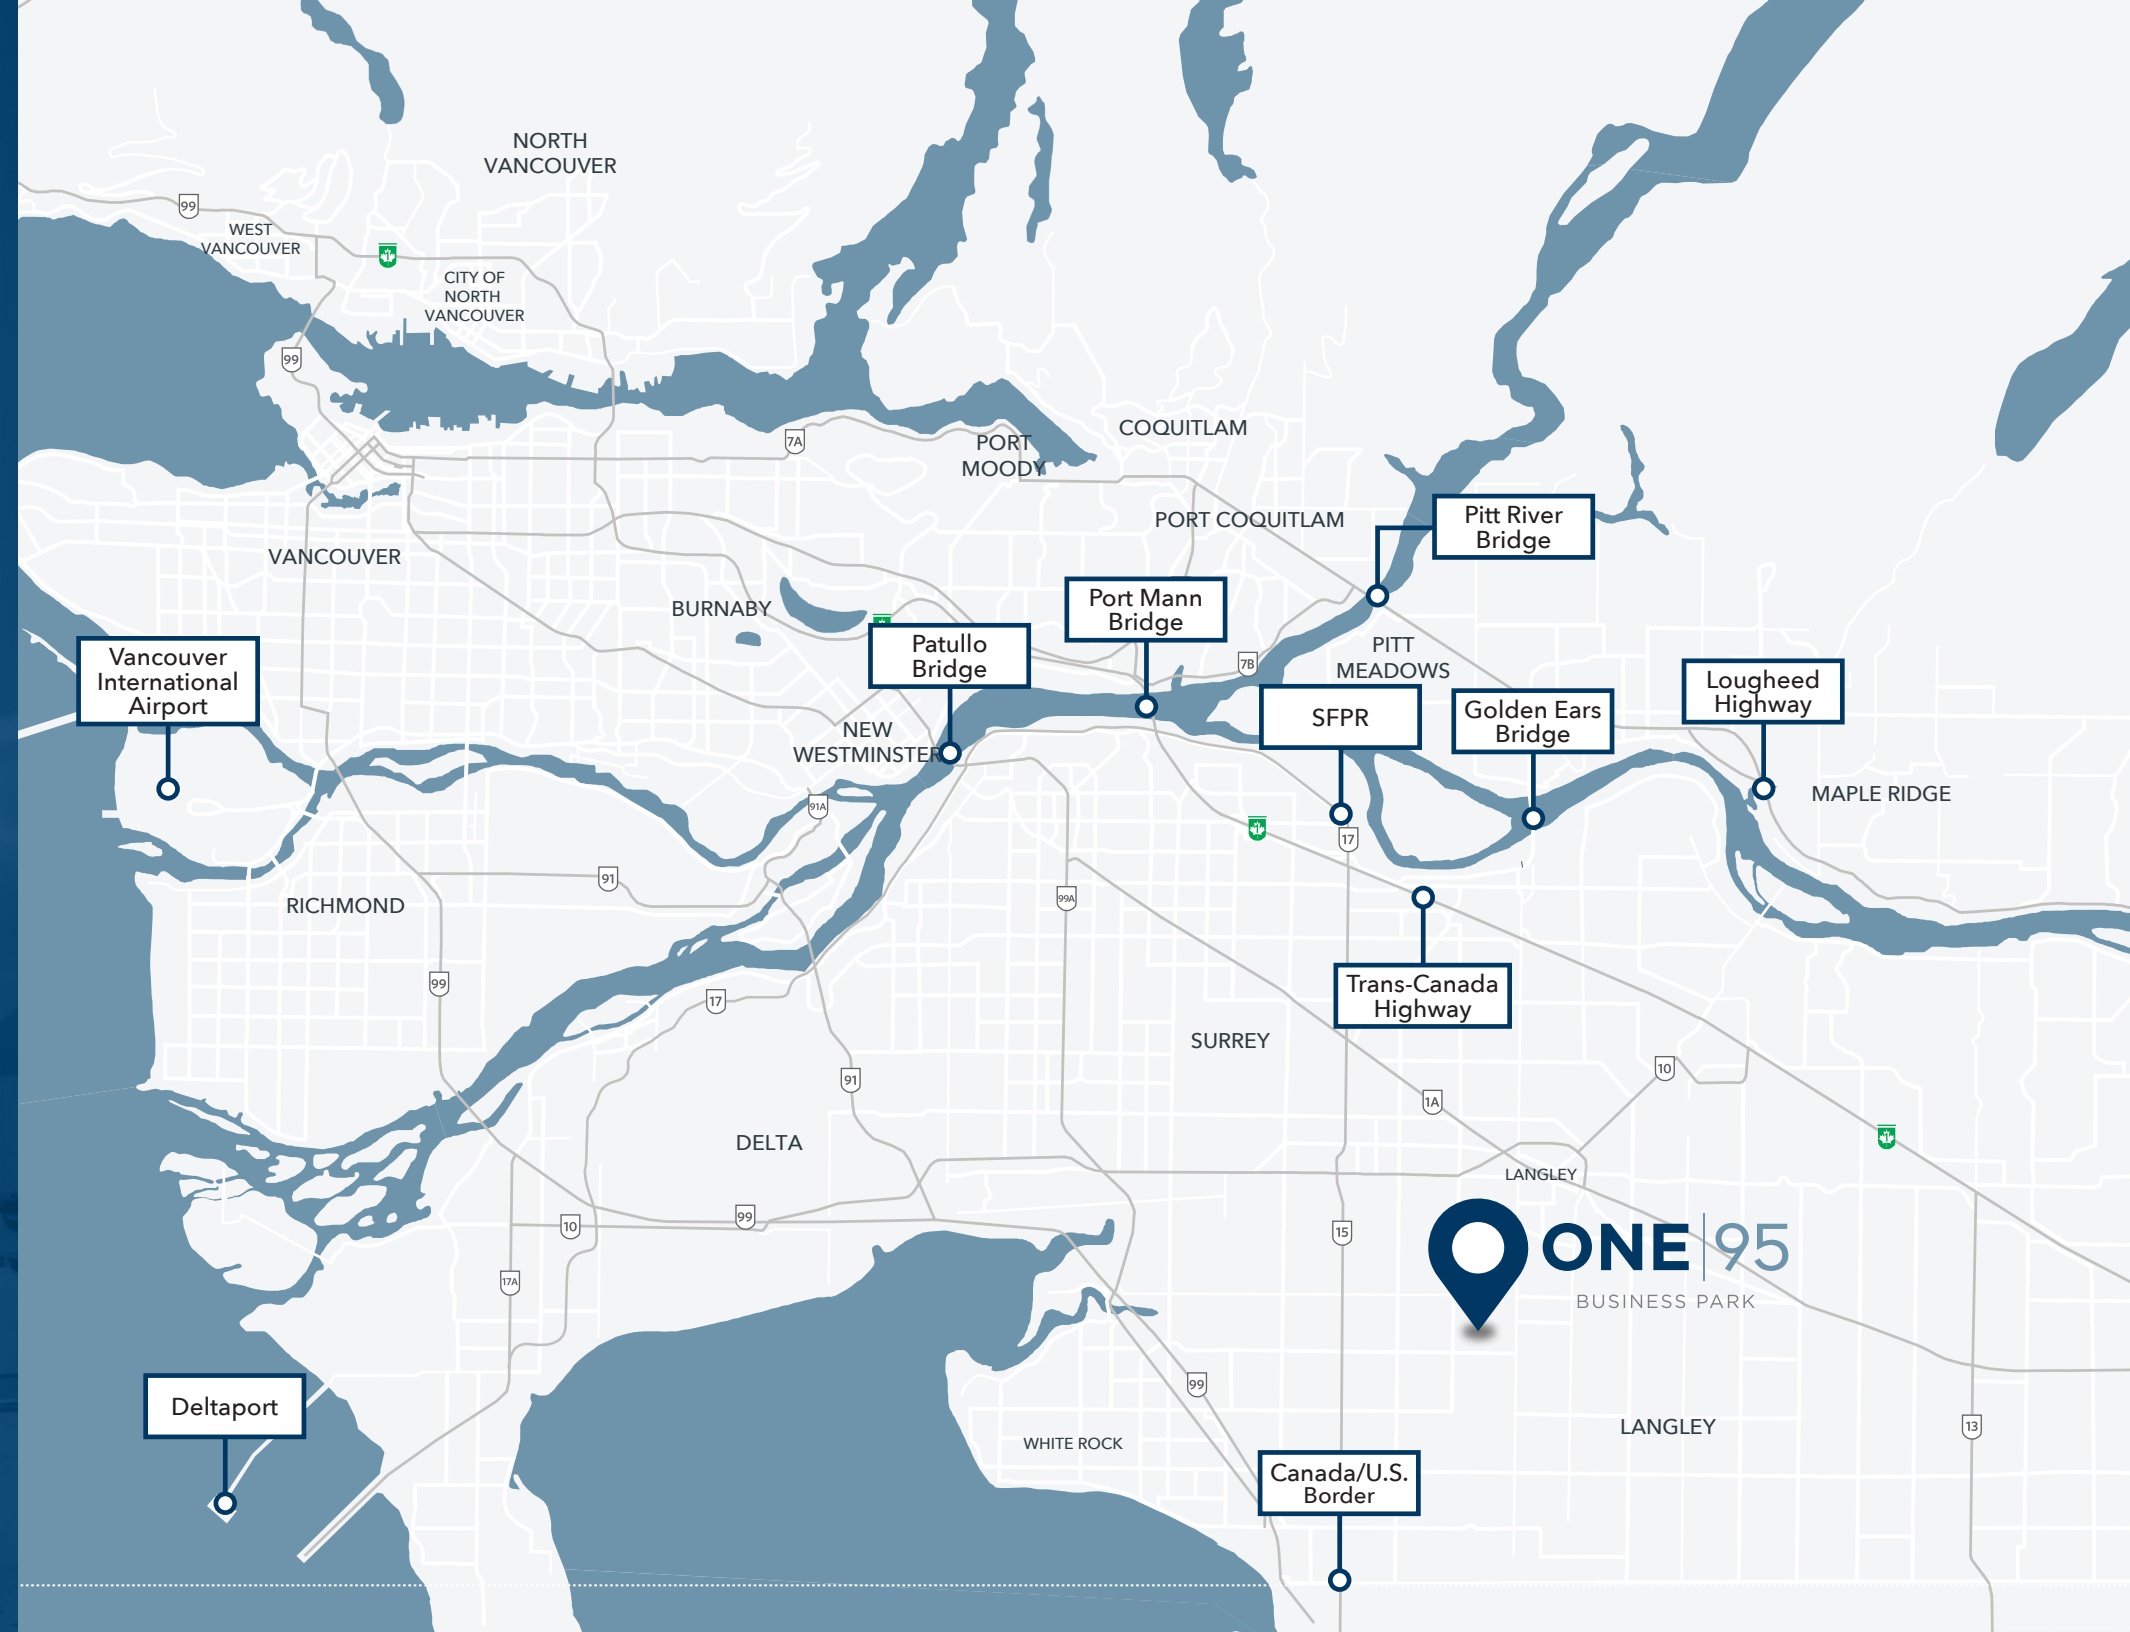 NORTH
VANCOUVER
99
WEST
VANCOUVER
1
CITY OF
NORTH
VANCOUVER
99
7A
PORT
MOODY
COQUITLAM
PORT COQUITLAM
Pitt River
Bridge
VANCOUVER
BURNABY
Port Mann
Bridge
Patullo
Bridge
7B
PITT
MEADOWS
Vancouver
International
Airport
SFPR
Golden Ears
Bridge
Lougheed
Highway
NEW
WESTMINSTER
91A
MAPLE RIDGE
1
17
91
99A
RICHMOND
99
17
Trans-Canada
Highway
SURREY
91
10
1A
1
DELTA
LANGLEY
10
99
15
ONE|95
BUSINESS PARK
17A
99
Deltaport
WHITE ROCK
LANGLEY
13
Canada/U.S.
Border